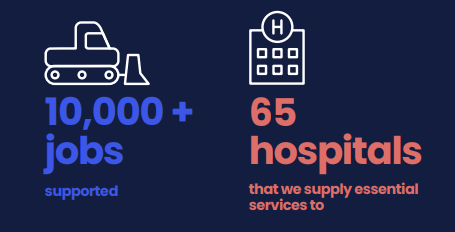 H
10,000 +
jobs
supported
65
hospitals
that we supply essential
services to